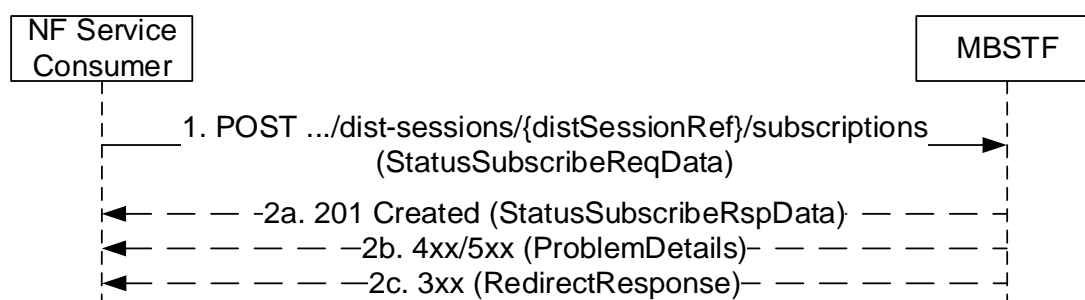 NF Service
Consumer
MBSTF
1. POST .../dist-sessions/{distSessionRef}/subscriptions
(StatusSubscribeReqData)
2a. 201 Created (StatusSubscribeRspData)
2b. 4xx/5xx (ProblemDetails)
2c. 3xx (RedirectResponse)